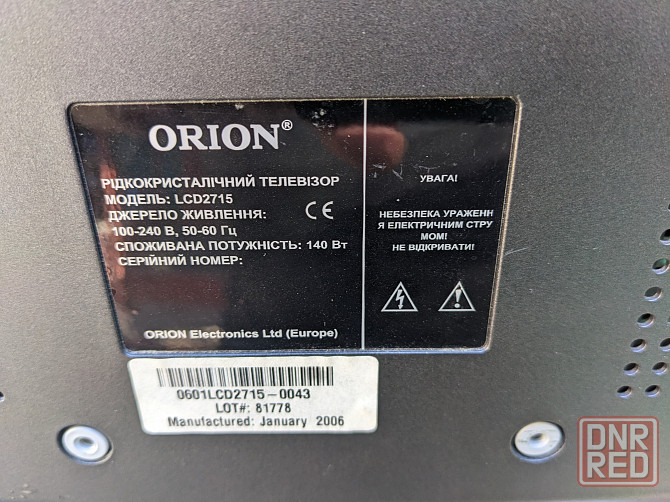 ORION®
РІДКОКРИСТАЛІЧНИЙ ТЕЛЕВІЗОР
МОДЕЛЬ: LCD2715
ДЖЕРЕЛО ЖИВЛЕННЯ:
CE
100-240 В, 50-60 Гц
СПОЖИВАНА ПОТУЖНІСТЬ: 140 Вт
СЕРІЙНИЙ НОМЕР:
ORION Electronics Ltd (Europe)
УВАГА!
НЕБЕЗПЕКА УРАЖЕНН
Я ЕЛЕКТРИЧНИМ СТРУ
МОМ!
НЕ ВІДКРИВАТИ!
0601LCD2715-0043
LOT#: 81778
Manufactured: January 2006
DNR
RED